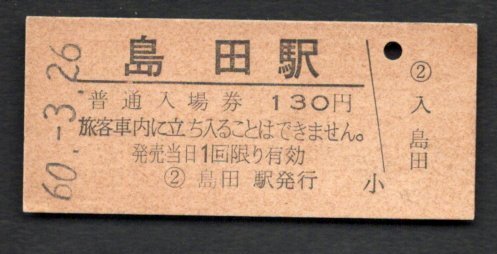 60.-3.26
島田駅
普通入場券 130円
旅客車内に立ち入ることはできません。
発売当日1回限り有効
② 島田 駅発行
小
②
入
島田